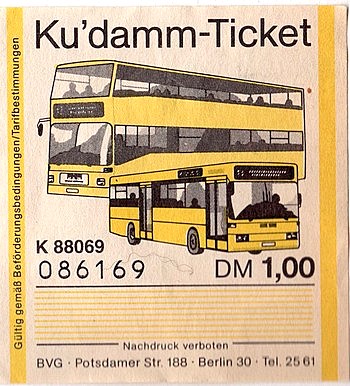 Ku'damm-Ticket
Gültig gemäß Beförderungsbedingungen/Tarifbestimmungen
K 88069
086169
DM 1,00
Nachdruck verboten
BVG · Potsdamer Str. 188 · Berlin 30 · Tel. 25 61